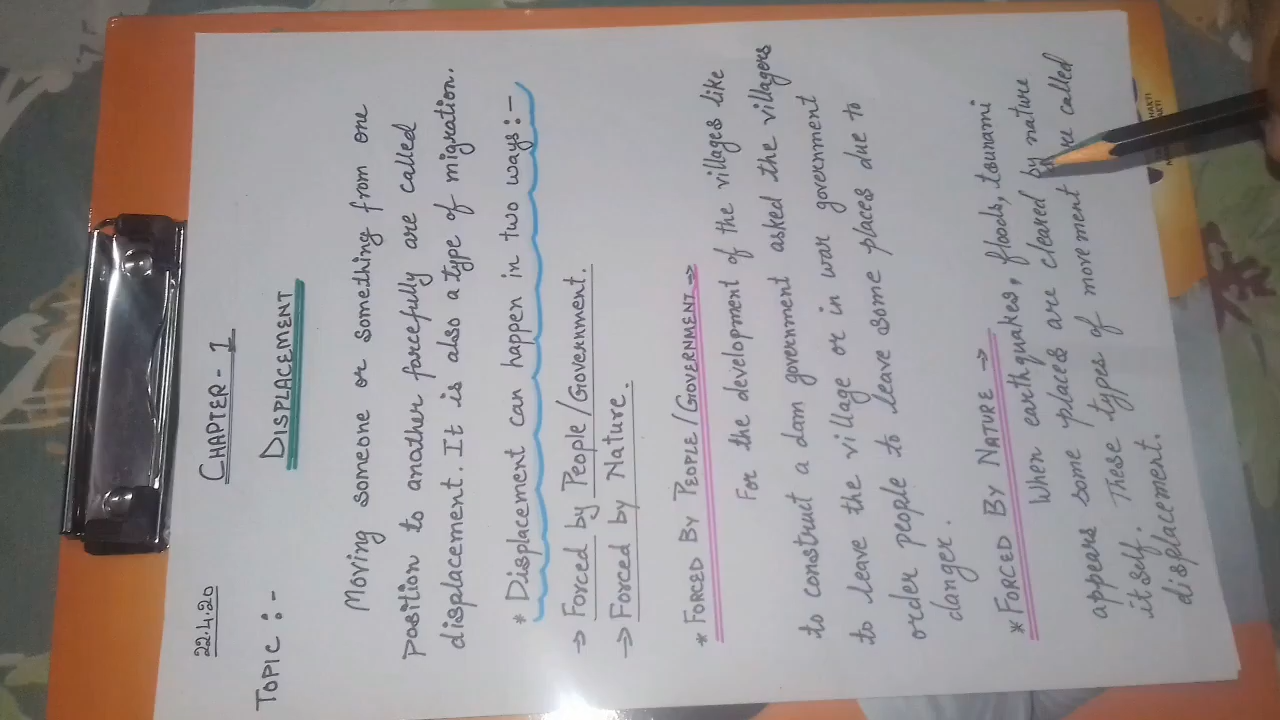 22.4.20
CHAPTER-1
TOPIC :- DISPLACEMENT
Moving someone or something from one
position to another forcefully are called
displacement. It is also a type of migration.
* Displacement can happen in two ways:-
→ Forced by People/Government.
→ Forced by Nature.
* FORCED BY PEOPLE/GOVERNMENT →
For the development of the villages like
to construct a dam government asked the villagers
to leave the village or in war government
order people to leave some places due to
danger.
* FORCED BY NATURE →
When earthquakes, floods, tsunami
appears some places are cleared by nature
itself. These types of movement called
displacement.